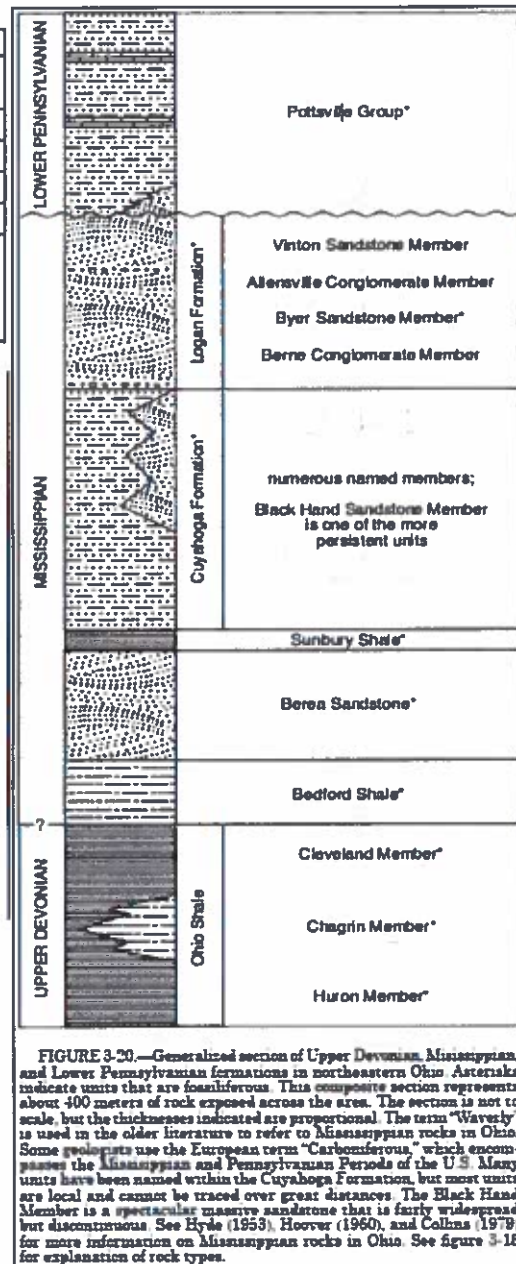 LOWER PENNSYLVANIAN
Pottsville Group*
MISSISSIPPIAN
Logan Formation*
Vinton Sandstone Member
Allensville Conglomerate Member
Byer Sandstone Member*
Berne Conglomerate Member
Cuyahoga Formation*
numerous named members;
Black Hand Sandstone Member
is one of the more
persistent units
Sunbury Shale*
Berea Sandstone*
Bedford Shale*
?
UPPER DEVONIAN
Ohio Shale
Cleveland Member*
Chagrin Member*
Huron Member*
FIGURE 3-20.—Generalized section of Upper Devonian, Mississippian,
and Lower Pennsylvanian formations in northeastern Ohio. Asterisks
indicate units that are fossiliferous. This composite section represents
about 400 meters of rock exposed across the area. The section is not to
scale, but the thicknesses indicated are proportional. The term "Waverly"
is used in the older literature to refer to Mississippian rocks in Ohio.
Some geologists use the European term "Carboniferous," which encom-
passes the Mississippian and Pennsylvanian Periods of the U.S. Many
units have been named within the Cuyahoga Formation, but most units
are local and cannot be traced over great distances. The Black Hand
Member is a spectacular massive sandstone that is fairly widespread
but discontinuous. See Hyde (1953), Hoover (1960), and Collins (1979)
for more information on Mississippian rocks in Ohio. See figure 3-18
for explanation of rock types.